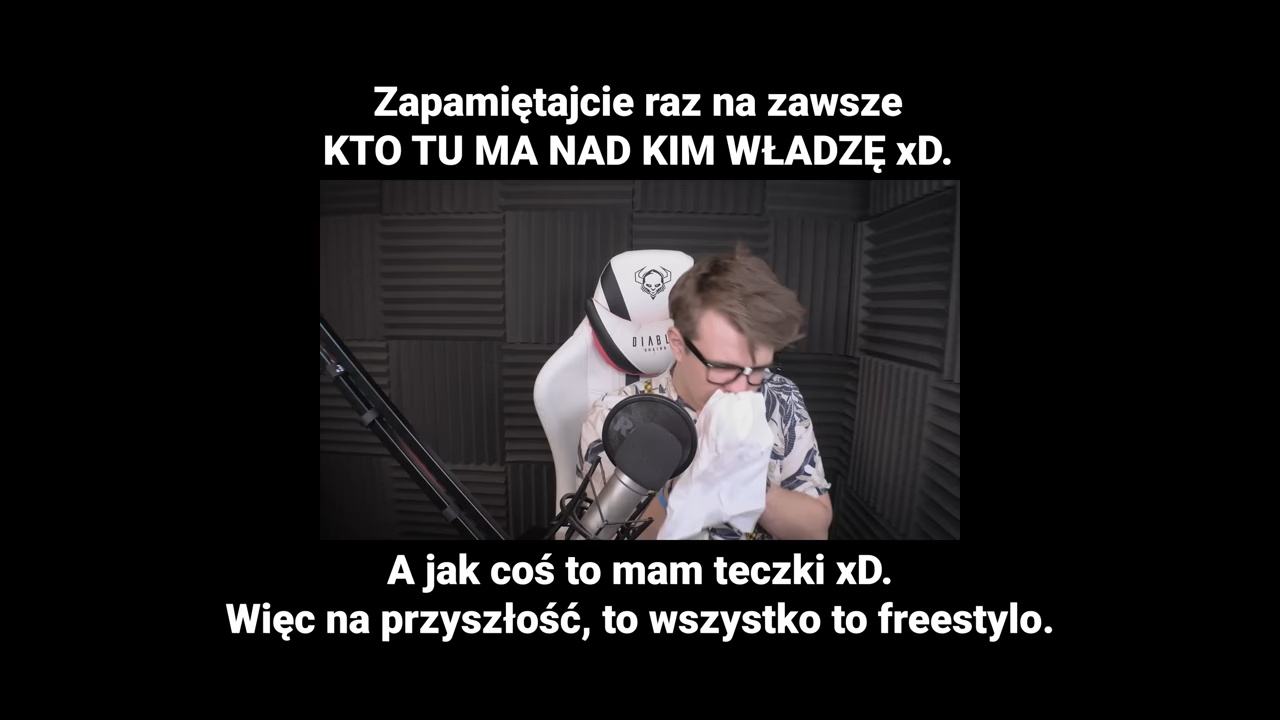 Zapamiętajcie raz na zawsze
KTO TU MA NAD KIM WŁADZĘ xD.
A jak coś to mam teczki xD.
Więc na przyszłość, to wszystko to freestylo.